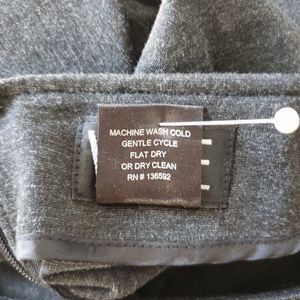 MACHINE WASH COLD
GENTLE CYCLE
FLAT DRY
OR DRY CLEAN
RN# 136592